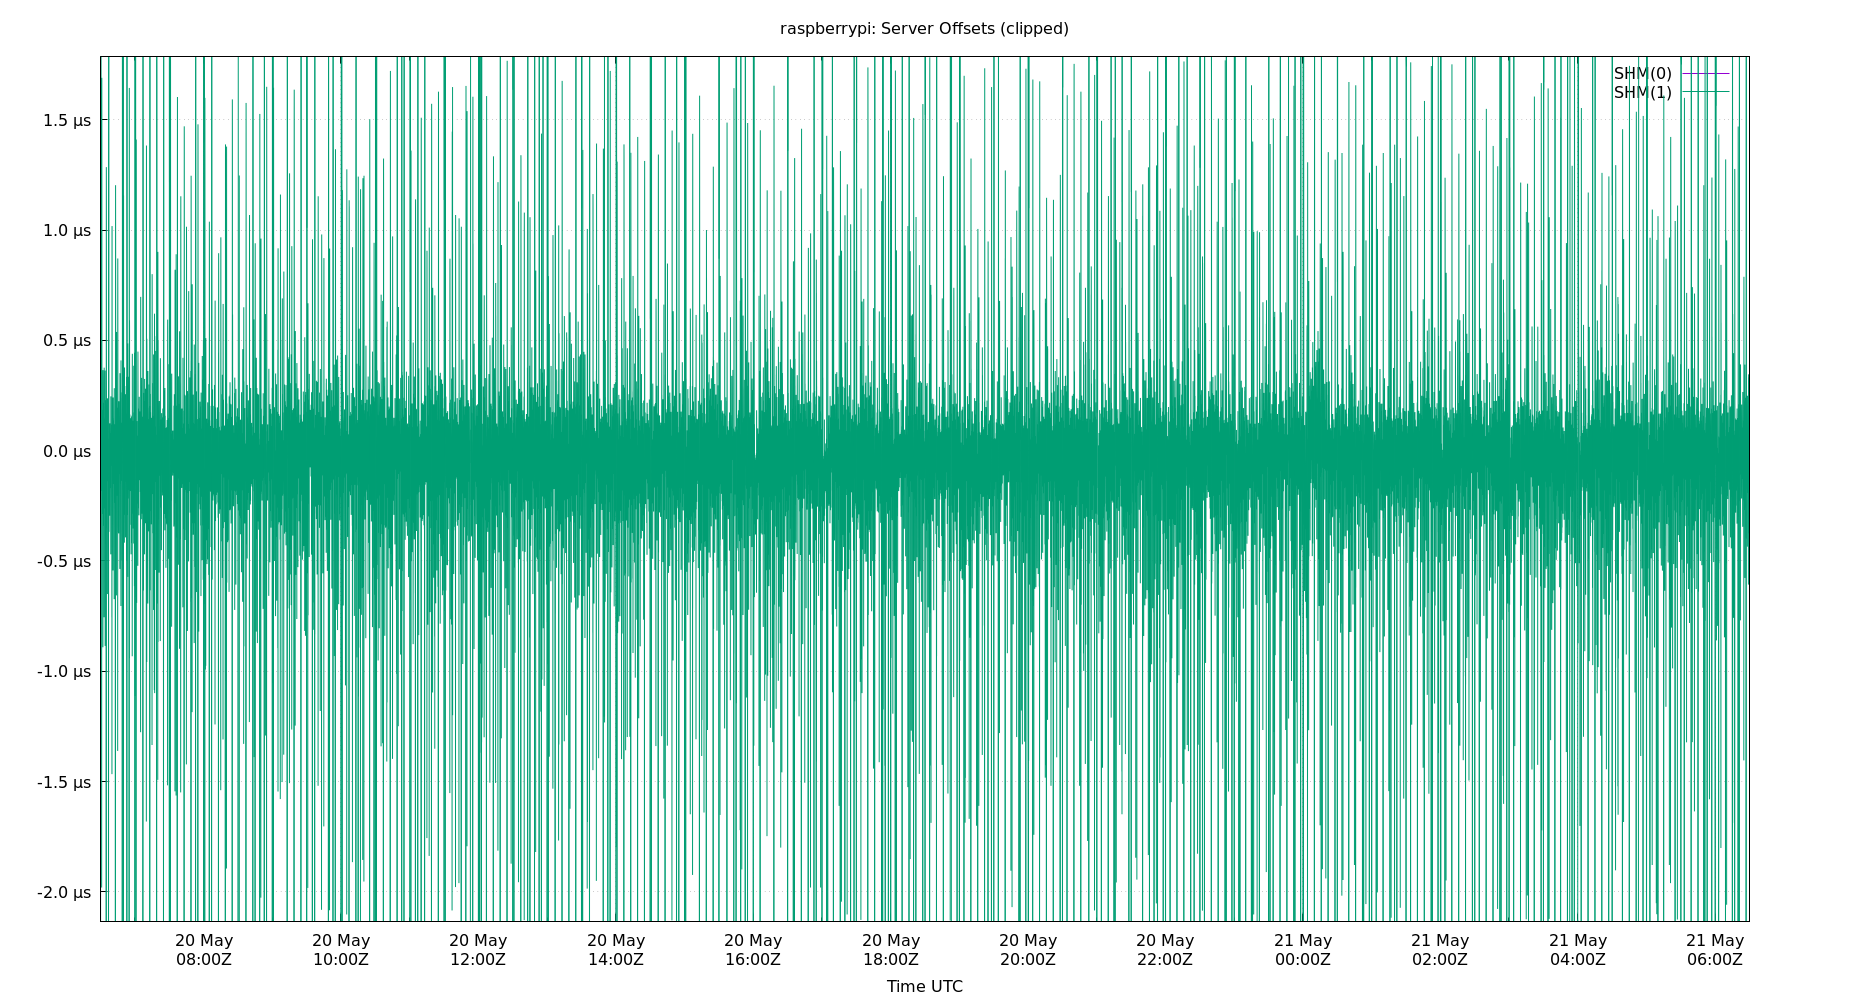 raspberrypi: Server Offsets (clipped)
SHM(0)
SHM(1)
1.5 µs
1.0 µs
0.5 µs
0.0 µs
-0.5 µs
-1.0 µs
-1.5 µs
-2.0 µs
20 May 20 May 20 May 20 May 20 May 20 May 20 May 20 May 21 May 21 May 21 May 21 May
08:00Z 10:00Z 12:00Z 14:00Z 16:00Z 18:00Z 20:00Z 22:00Z 00:00Z 02:00Z 04:00Z 06:00Z
Time UTC